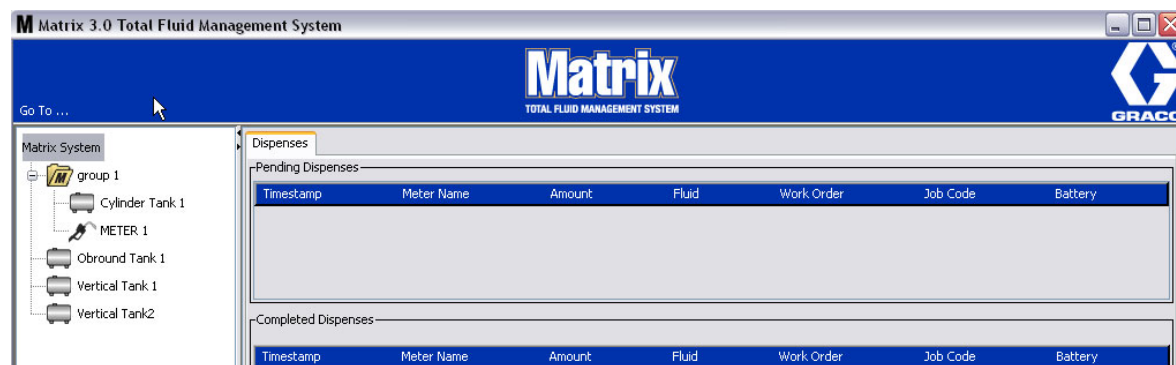 M Matrix 3.0 Total Fluid Management System
Matrix
TOTAL FLUID MANAGEMENT SYSTEM
Go To ...
GRACO
Matrix System
M group 1
Cylinder Tank 1
METER 1
Obround Tank 1
Vertical Tank 1
Vertical Tank2
Dispenses
Pending Dispenses
Timestamp Meter Name Amount Fluid Work Order Job Code Battery
Completed Dispenses
Timestamp Meter Name Amount Fluid Work Order Job Code Battery